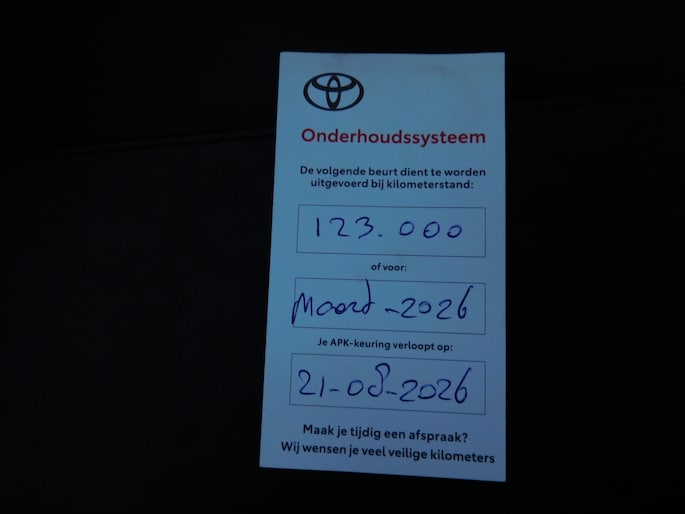 Onderhoudssysteem
De volgende beurt dient te worden
uitgevoerd bij kilometerstand:
123.000
of voor:
Maard-2026
Je APK-keuring verloopt op:
21-08-2026
Maak je tijdig een afspraak?
Wij wensen je veel veilige kilometers